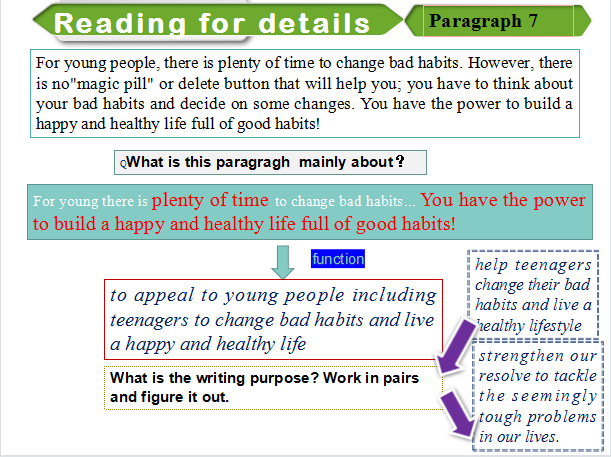 Reading for details
Paragraph 7
For young people, there is plenty of time to change bad habits. However, there
is no"magic pill" or delete button that will help you; you have to think about
your bad habits and decide on some changes. You have the power to build a
happy and healthy life full of good habits!
QWhat is this paragragh mainly about？
For young there is plenty of time to change bad habits... You have the power
to build a happy and healthy life full of good habits!
function
to appeal to young people including
teenagers to change bad habits and live
a happy and healthy life
help teenagers
change their bad
habits and live a
healthy lifestyle
What is the writing purpose? Work in pairs
and figure it out.
strengthen our
resolve to tackle
the seemingly
tough problems
in our lives.